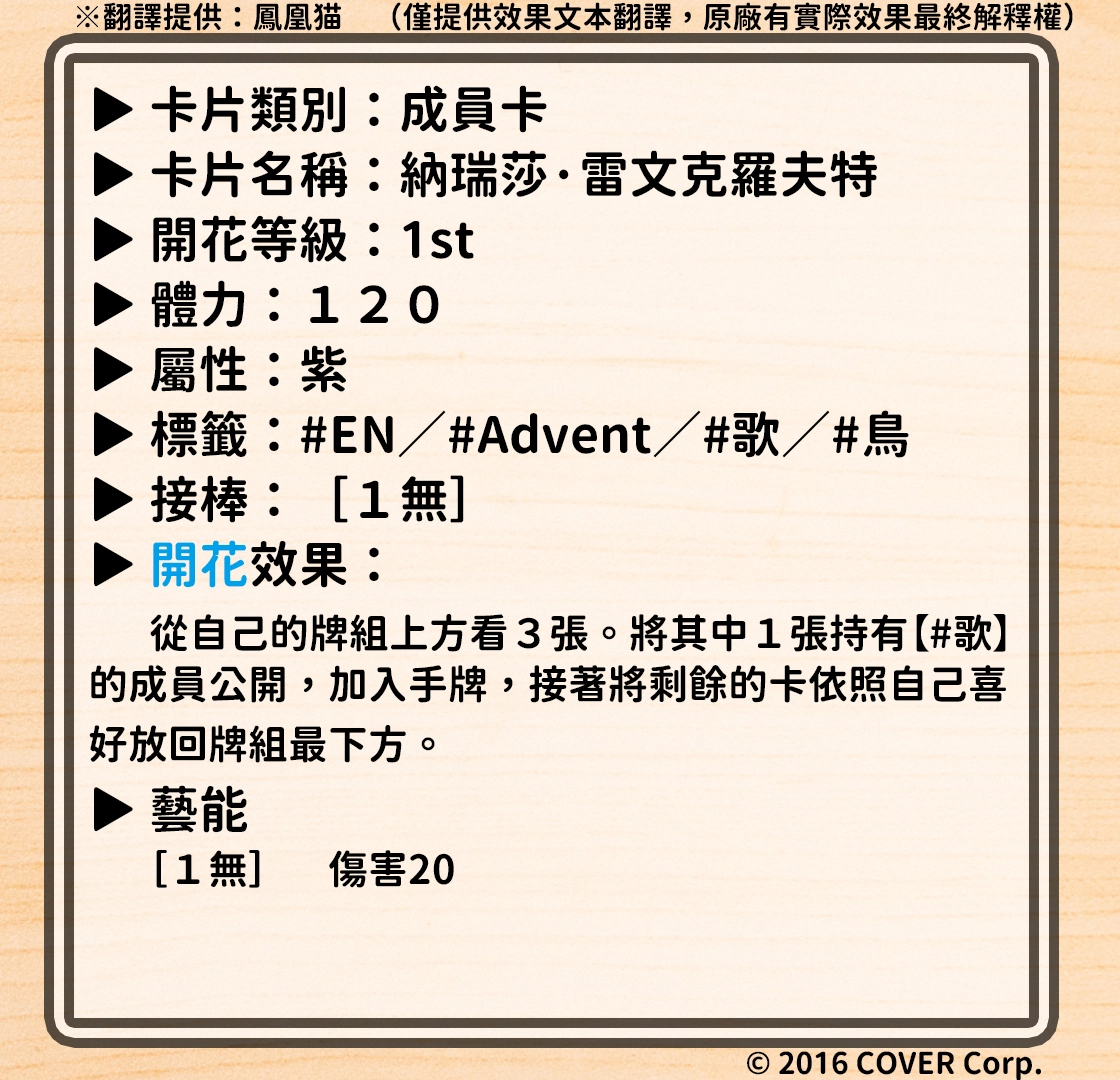 ※翻譯提供：鳳凰猫　（僅提供效果文本翻譯，原廠有實際效果最終解釋權）
▶ 卡片類別：成員卡
▶ 卡片名稱：納瑞莎·雷文克羅夫特
▶ 開花等級：1st
▶ 體力：１２０
▶ 屬性：紫
▶ 標籤：#EN／#Advent／#歌／#鳥
▶ 接棒：［１無］
▶ 開花效果：
從自己的牌組上方看３張。將其中１張持有【#歌】
的成員公開，加入手牌，接著將剩餘的卡依照自己喜
好放回牌組最下方。
▶ 藝能
［１無］　傷害20
© 2016 COVER Corp.